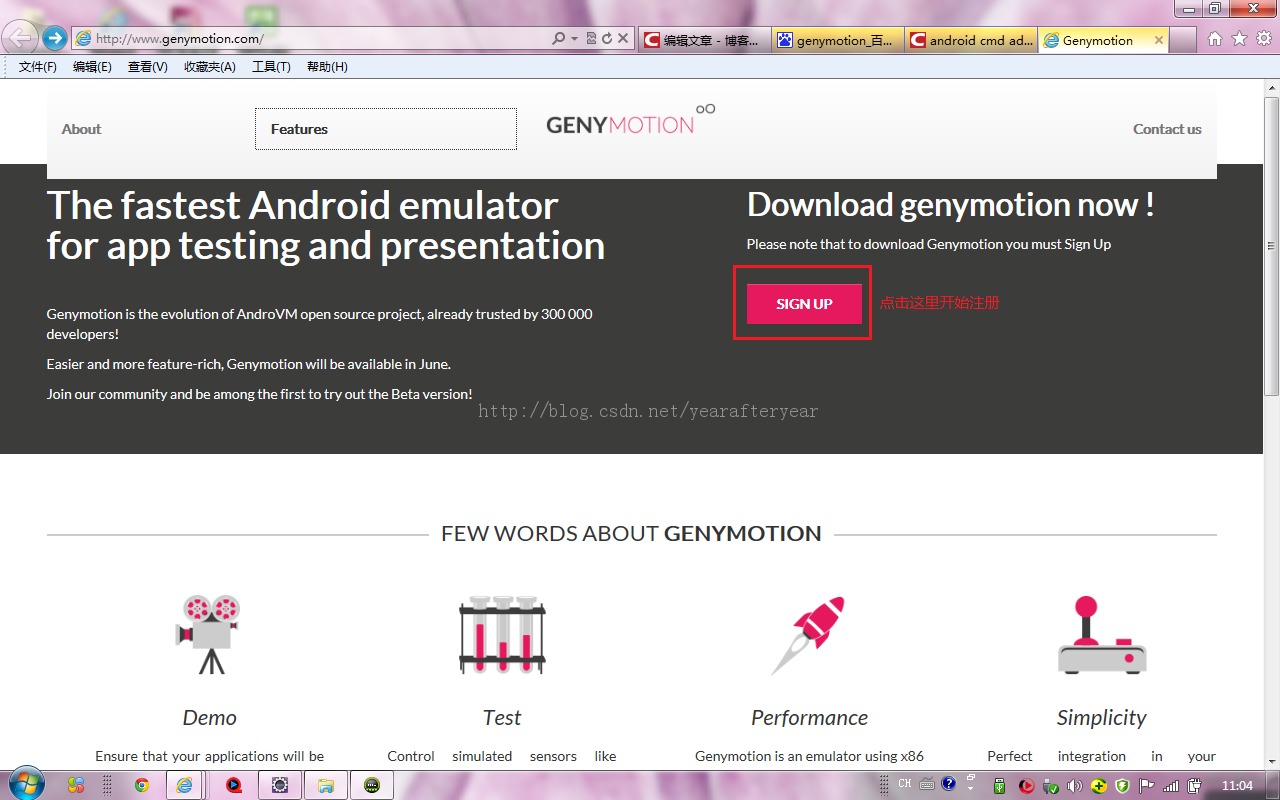 http://www.genymotion.com/
编辑文章 - 博客...
genymotion_百...
android cmd ad...
Genymotion
文件(F) 编辑(E) 查看(V) 收藏夹(A) 工具(T) 帮助(H)
About
Features
GENYMOTION
Contact us
The fastest Android emulator
for app testing and presentation
Genymotion is the evolution of AndroVM open source project, already trusted by 300 000
developers!
Easier and more feature-rich, Genymotion will be available in June.
Join our community and be among the first to try out the Beta version!
Download genymotion now !
Please note that to download Genymotion you must Sign Up
SIGN UP
点击这里开始注册
http://blog.csdn.net/yearafteryear
FEW WORDS ABOUT GENYMOTION
Demo
Ensure that your applications will be
Test
Control simulated sensors like
Performance
Genymotion is an emulator using x86
Simplicity
Perfect integration in your
CH
11:04